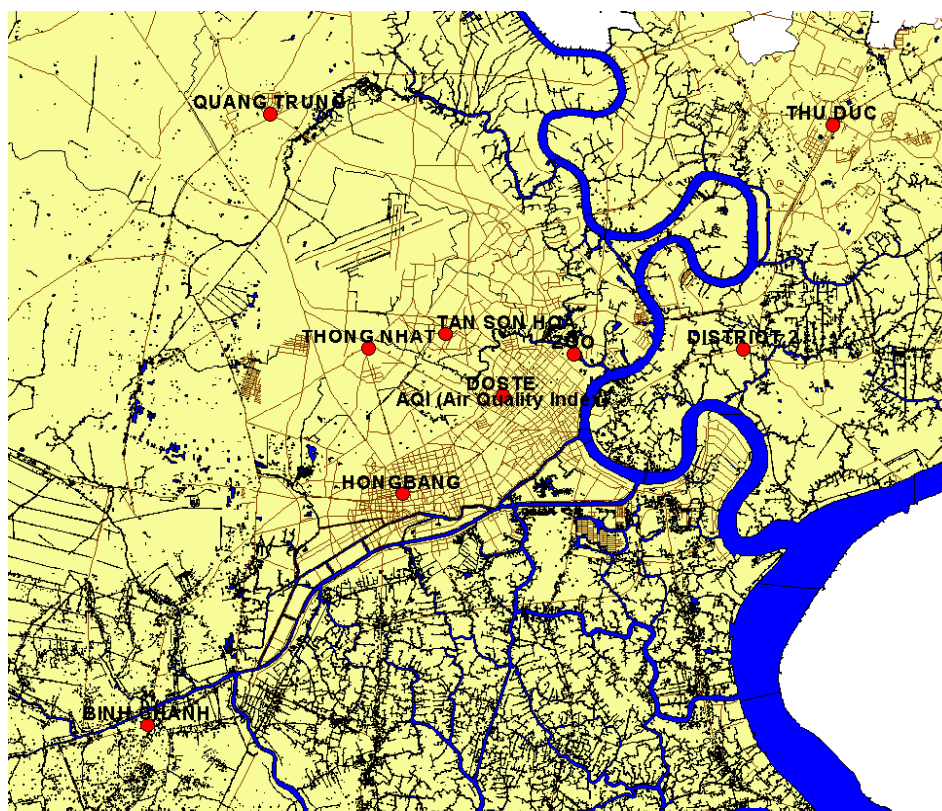 QUANG TRUNG
THU DUC
TAN SON HOA
THONG NHAT
ZOO
DISTRICT 2
DOSTE
AQI (Air Quality Index)
HONGBANG
BINH CHANH